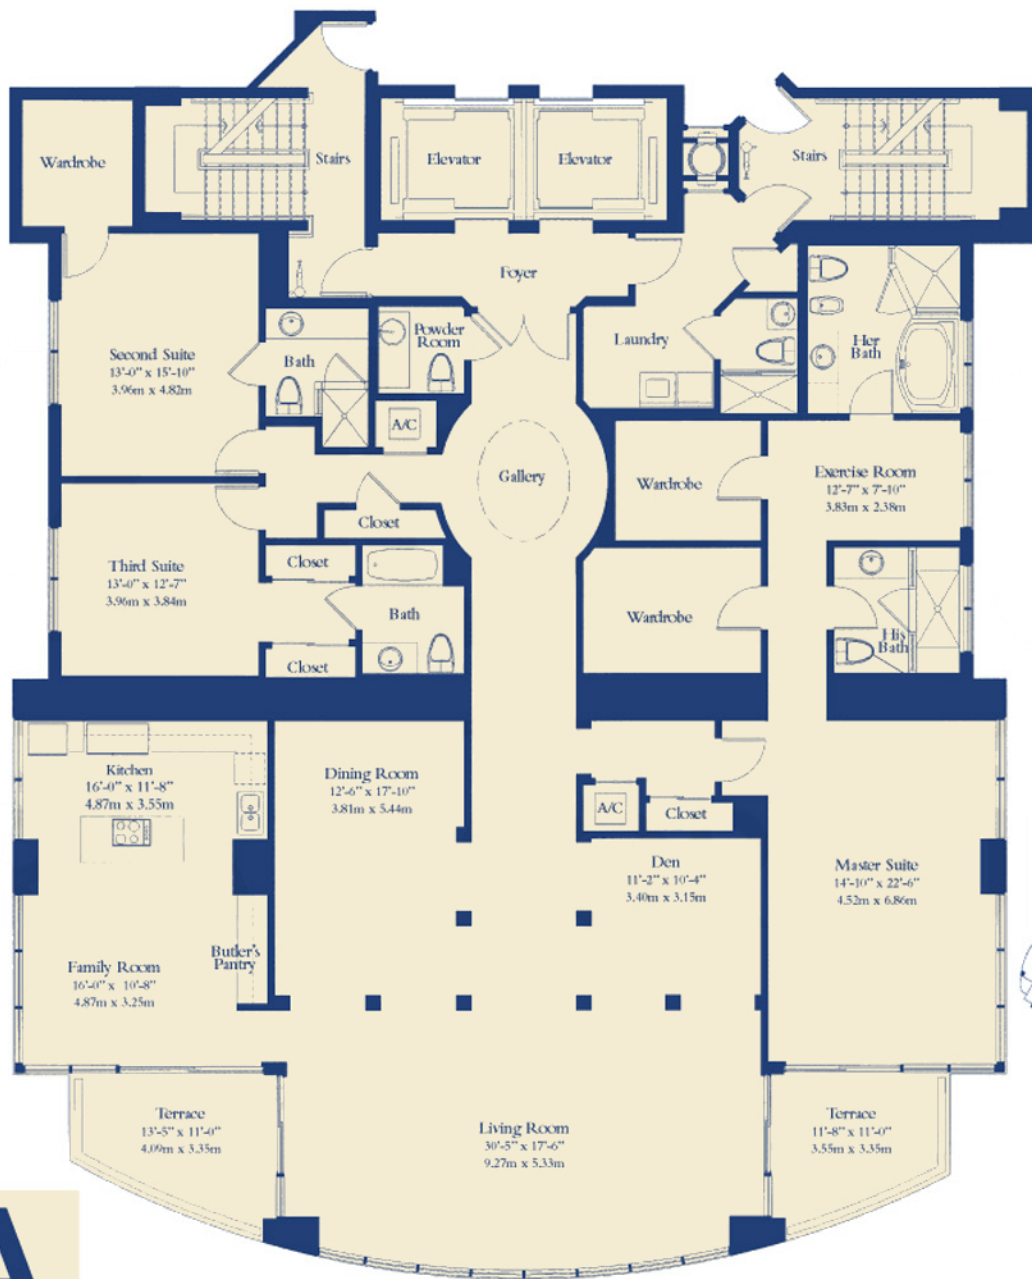 Wardrobe
Stairs
Elevator
Elevator
Stairs
Foyer
Second Suite
13'-0" x 15'-10"
3.96m x 4.82m
Bath
Powder
Room
Laundry
Her
Bath
A/C
Gallery
Wardrobe
Exercise Room
12'-7" x 7'-10"
3.83m x 2.38m
Closet
Third Suite
13'-0" x 12'-7"
3.96m x 3.84m
Closet
Bath
Closet
Wardrobe
His
Bath
Kitchen
16'-0" x 11'-8"
4.87m x 3.55m
Dining Room
12'-6" x 17'-10"
3.81m x 5.44m
A/C
Closet
Den
11'-2" x 10'-4"
3.40m x 3.15m
Master Suite
14'-10" x 22'-6"
4.52m x 6.86m
Butler's
Pantry
Family Room
16'-0" x 10'-8"
4.87m x 3.25m
Terrace
13'-5" x 11'-0"
4.09m x 3.35m
Living Room
30'-5" x 17'-6"
9.27m x 5.33m
Terrace
11'-8" x 11'-0"
3.55m x 3.35m